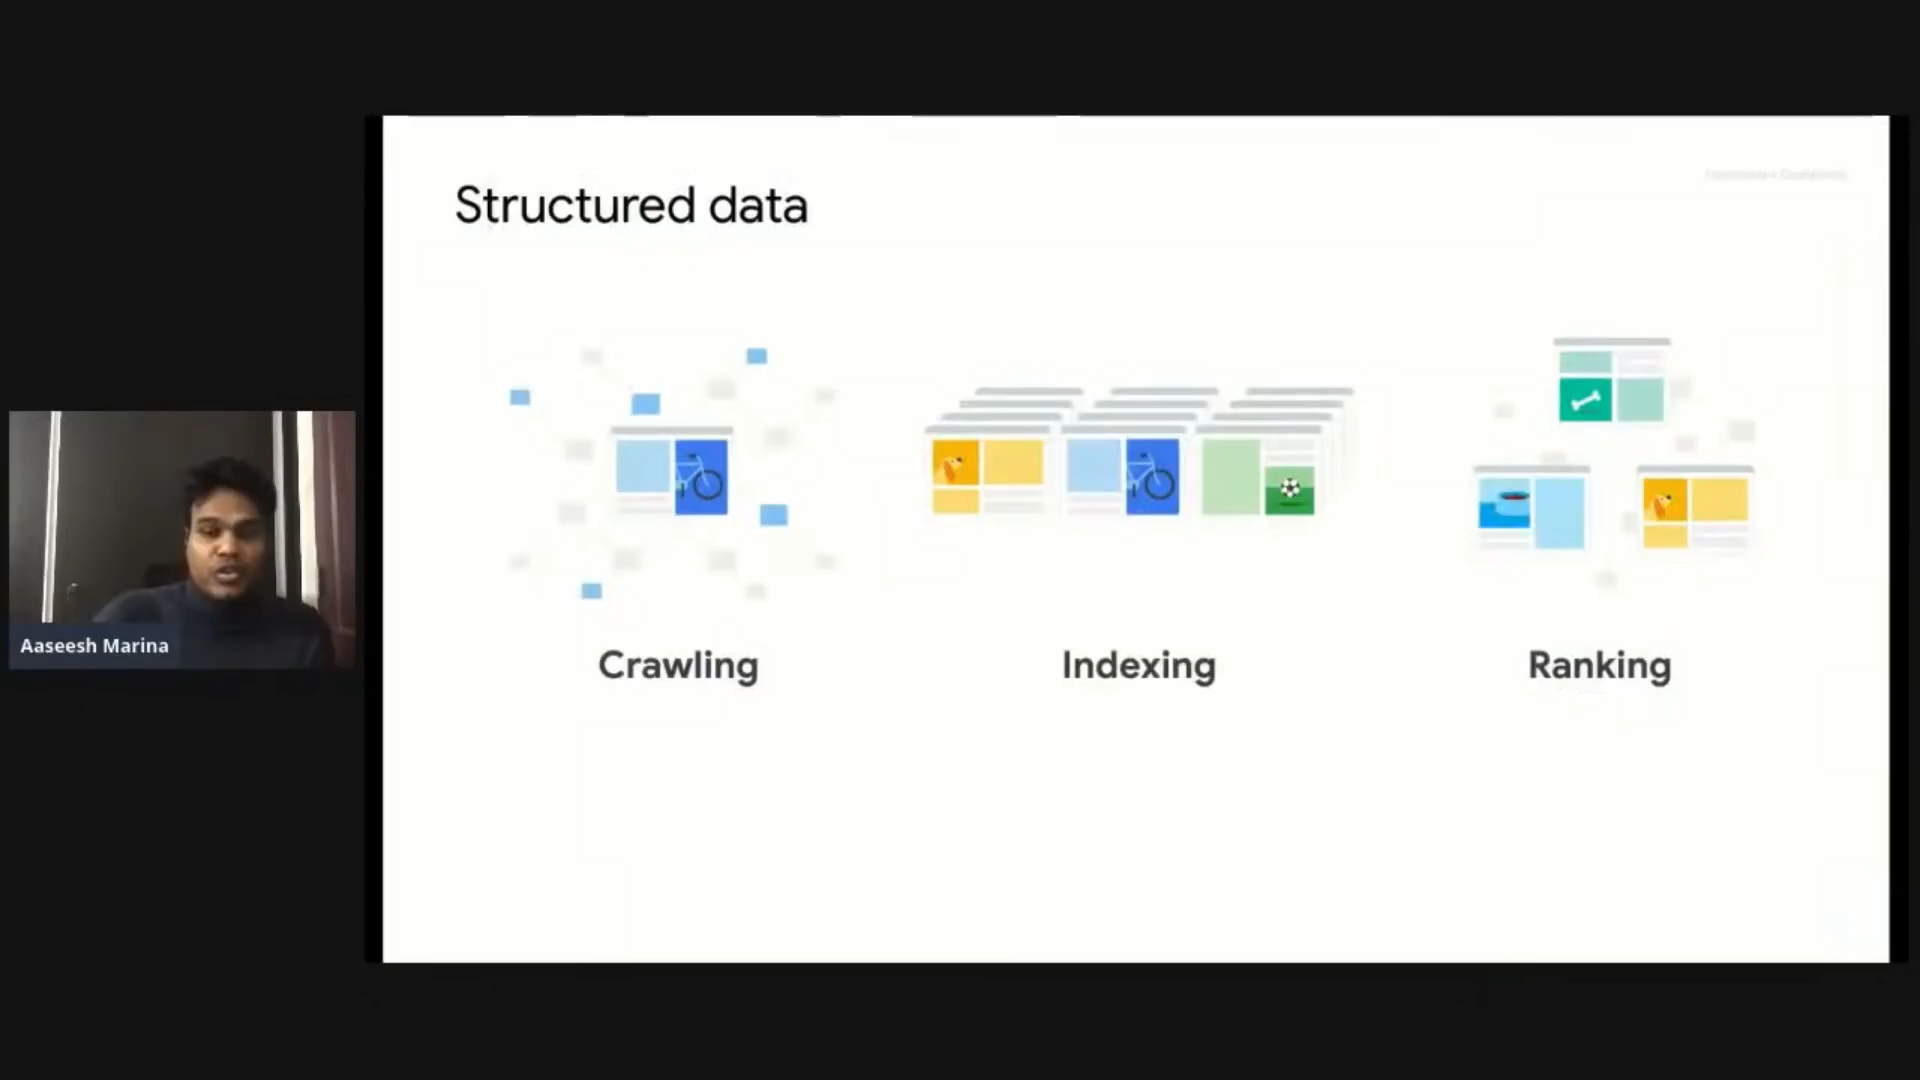 Structured data
Crawling
Indexing
Ranking
Aaseesh Marina